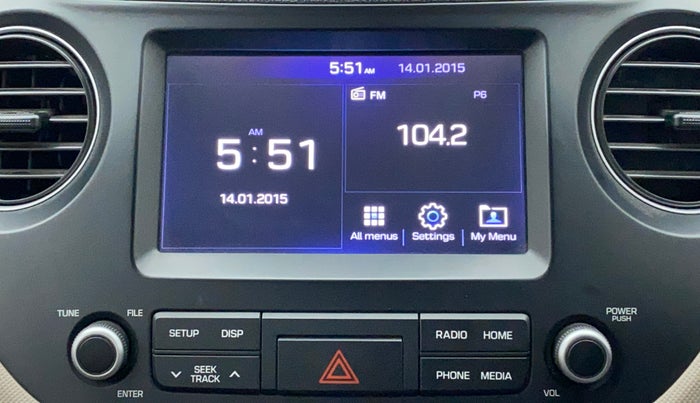 5:51 AM 14.01.2015
AM
5:51
14.01.2015
FM P6
104.2
All menus Settings My Menu
TUNE FILE
ENTER
SETUP DISP
SEEK
TRACK
RADIO HOME
PHONE MEDIA
POWER
PUSH
VOL